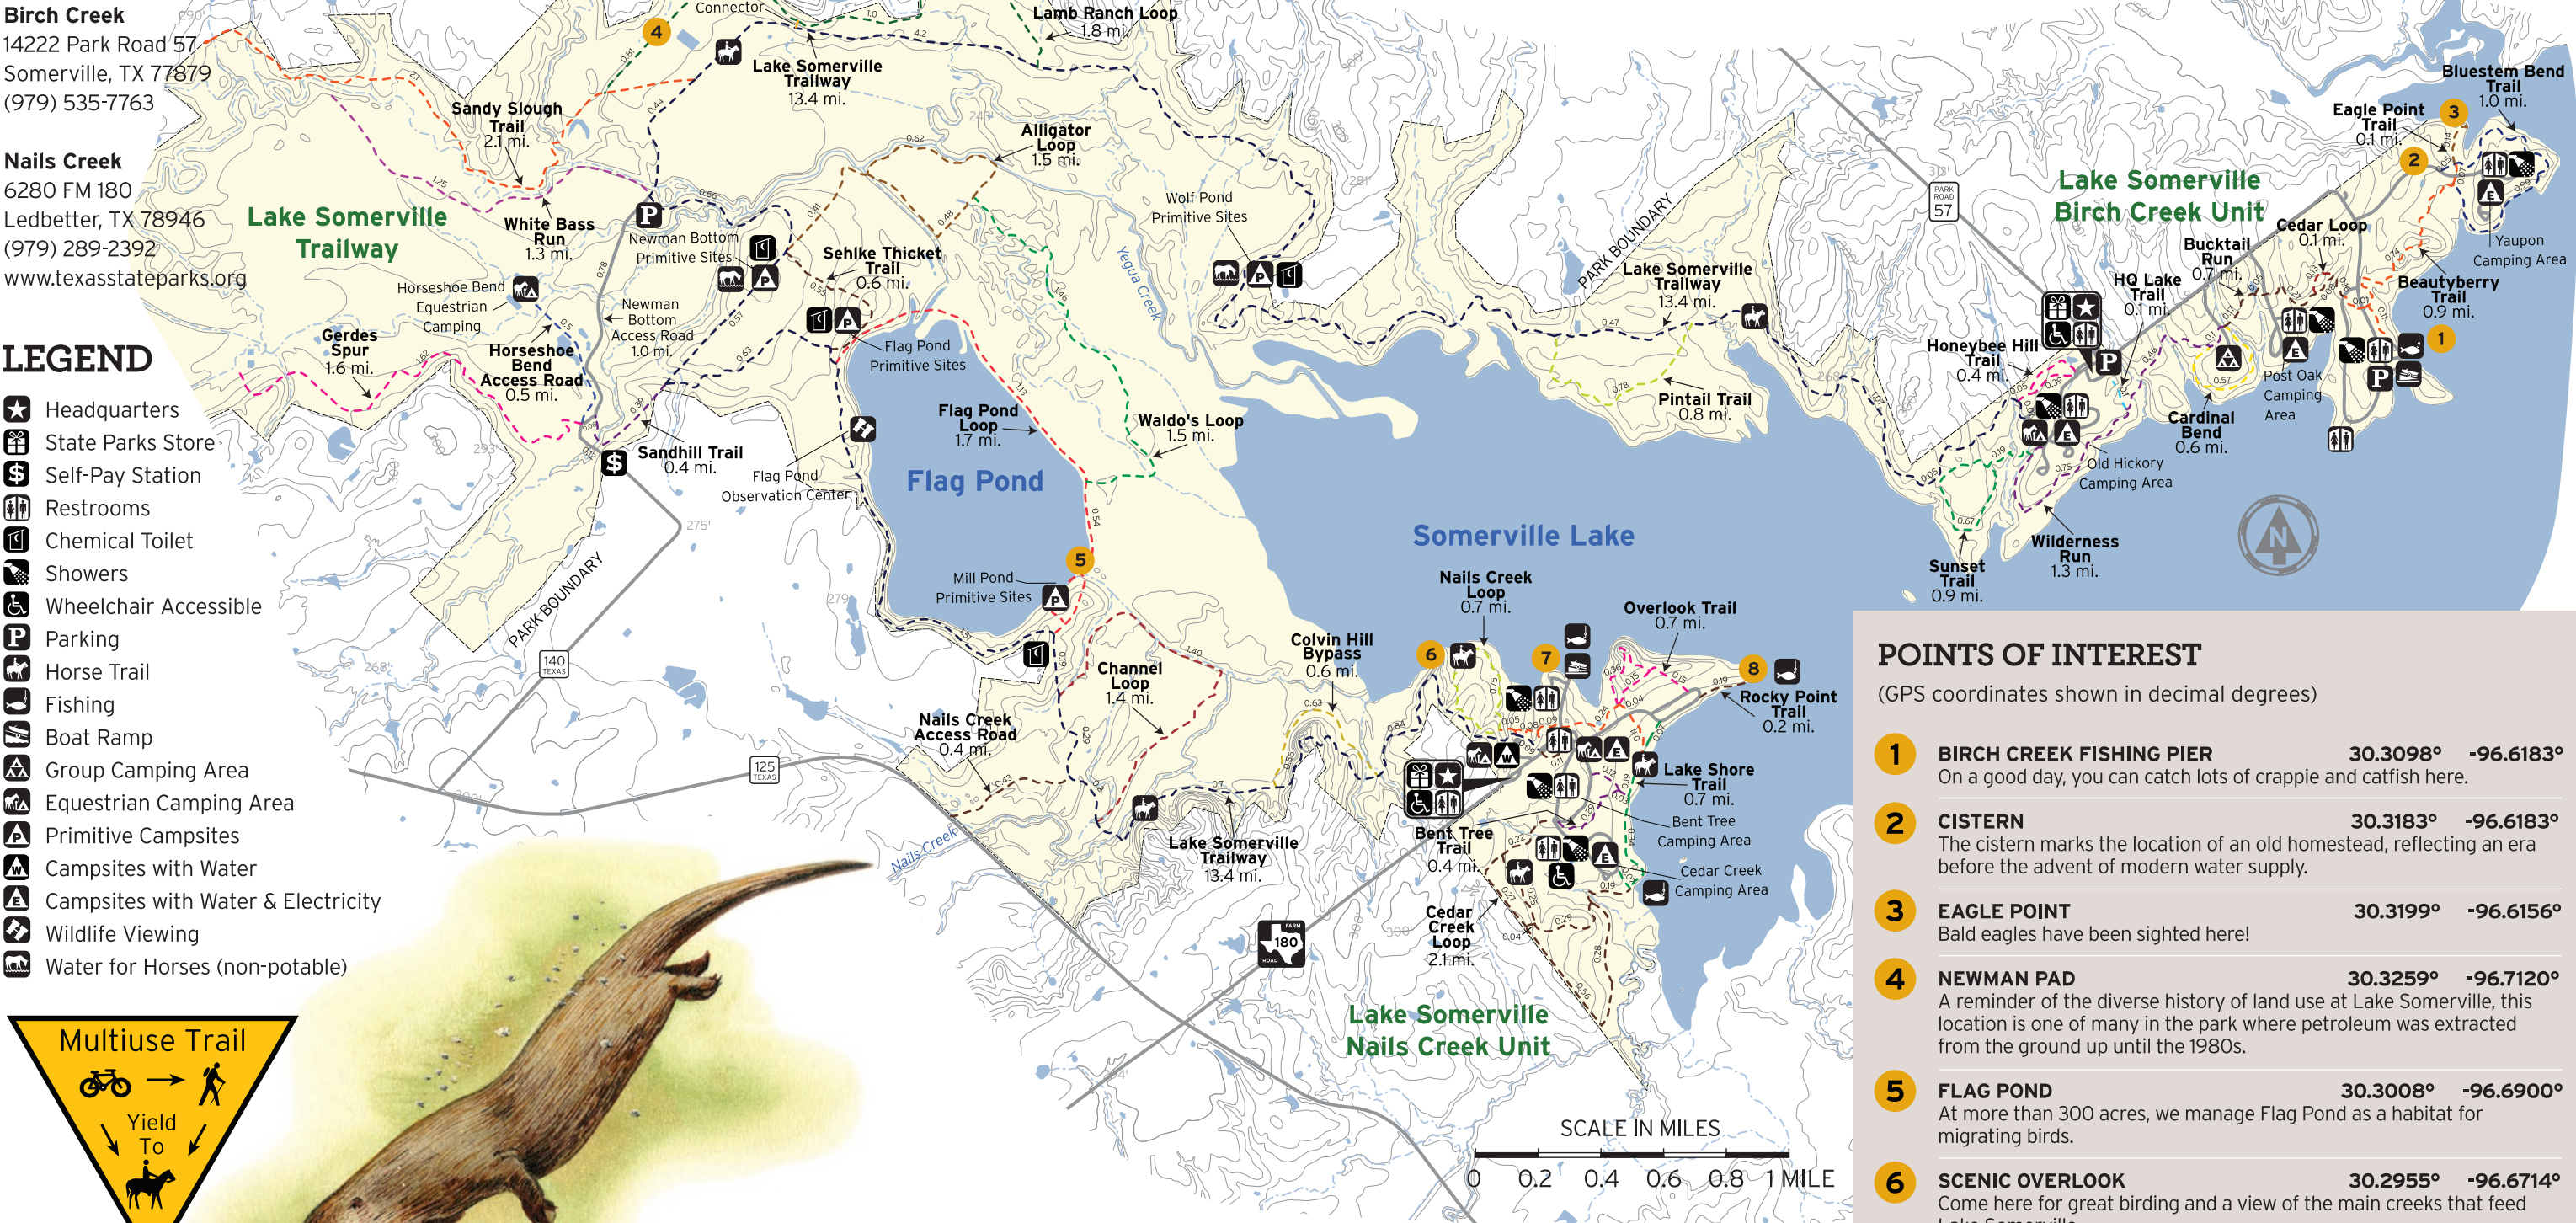 Birch Creek
14222 Park Road 57
Somerville, TX 77879
(979) 535-7763
Nails Creek
6280 FM 180
Ledbetter, TX 78946
(979) 289-2392
www.texasstateparks.org
LEGEND
Headquarters
State Parks Store
$
Self-Pay Station
Restrooms
Chemical Toilet
Showers
Wheelchair Accessible
P
Parking
Horse Trail
Fishing
Boat Ramp
Group Camping Area
Equestrian Camping Area
P
Primitive Campsites
W
Campsites with Water
E
Campsites with Water & Electricity
Wildlife Viewing
Water for Horses (non-potable)
Multiuse Trail
Yield
To
Connector
4
Lamb Ranch Loop
1.8 mi.
Lake Somerville
Trailway
13.4 mi.
Sandy Slough
Trail
2.1 mi.
Alligator
Loop
1.5 mi.
Lake Somerville
Trailway
White Bass
Run
1.3 mi.
Newman Bottom
Primitive Sites
Horseshoe Bend
Equestrian
Camping
Newman
Bottom
Access Road
1.0 mi.
Gerdes
Spur
1.6 mi.
Horseshoe
Bend
Access Road
0.5 mi.
Sehlke Thicket
Trail
0.6 mi.
Flag Pond
Primitive Sites
Sandhill Trail
0.4 mi.
Flag Pond
Observation Center
Flag Pond
Loop
1.7 mi.
Flag Pond
Waldo's Loop
1.5 mi.
Yegua Creek
Wolf Pond
Primitive Sites
5
Mill Pond
Primitive Sites
PARK BOUNDARY
140
TEXAS
125
TEXAS
Channel
Loop
1.4 mi.
Nails Creek
Access Road
0.4 mi.
Nails Creek
Lake Somerville
Trailway
13.4 mi.
Colvin Hill
Bypass
0.6 mi.
PARK BOUNDARY
Lake Somerville
Trailway
13.4 mi.
Pintail Trail
0.8 mi.
Somerville Lake
Nails Creek
Loop
0.7 mi.
6
7
8
Overlook Trail
0.7 mi.
Rocky Point
Trail
0.2 mi.
Lake Shore
Trail
0.7 mi.
Bent Tree
Camping Area
Bent Tree
Trail
0.4 mi.
Cedar Creek
Camping Area
Cedar
Creek
Loop
2.1 mi.
FARM
180
ROAD
Lake Somerville
Nails Creek Unit
SCALE IN MILES
0 0.2 0.4 0.6 0.8 1 MILE
PARK
ROAD
57
Lake Somerville
Birch Creek Unit
Bluestem Bend
Trail
1.0 mi.
Eagle Point
Trail
0.1 mi.
3
2
1
Yaupon
Camping Area
Cedar Loop
0.1 mi.
Bucktail
Run
0.7 mi.
HQ Lake
Trail
0.1 mi.
Beautyberry
Trail
0.9 mi.
Honeybee Hill
Trail
0.4 mi.
Post Oak
Camping
Area
Cardinal
Bend
0.6 mi.
Old Hickory
Camping Area
Wilderness
Run
1.3 mi.
Sunset
Trail
0.9 mi.
N
POINTS OF INTEREST
(GPS coordinates shown in decimal degrees)
1 BIRCH CREEK FISHING PIER 30.3098° -96.6183°
On a good day, you can catch lots of crappie and catfish here.
2 CISTERN 30.3183° -96.6183°
The cistern marks the location of an old homestead, reflecting an era
before the advent of modern water supply.
3 EAGLE POINT 30.3199° -96.6156°
Bald eagles have been sighted here!
4 NEWMAN PAD 30.3259° -96.7120°
A reminder of the diverse history of land use at Lake Somerville, this
location is one of many in the park where petroleum was extracted
from the ground up until the 1980s.
5 FLAG POND 30.3008° -96.6900°
At more than 300 acres, we manage Flag Pond as a habitat for
migrating birds.
6 SCENIC OVERLOOK 30.2955° -96.6714°
Come here for great birding and a view of the main creeks that feed